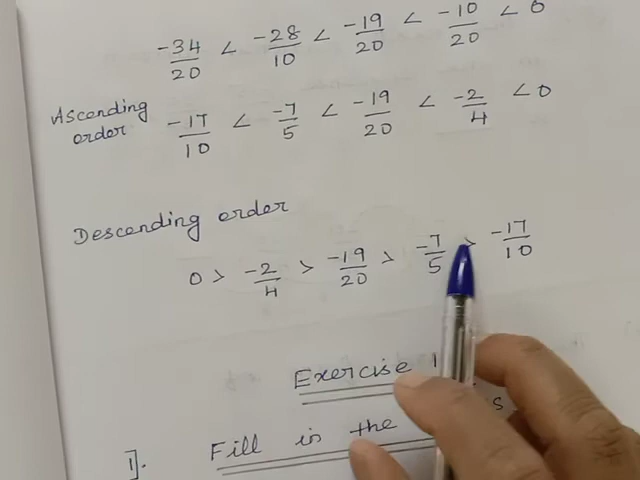 -34/20 < -28/10 < -19/20 < -10/20 < 0
Ascending order -17/10 < -7/5 < -19/20 < -2/4 < 0
Descending order
0 > -2/4 > -19/20 > -7/5 > -17/10
Exercise 1
1]. Fill in the